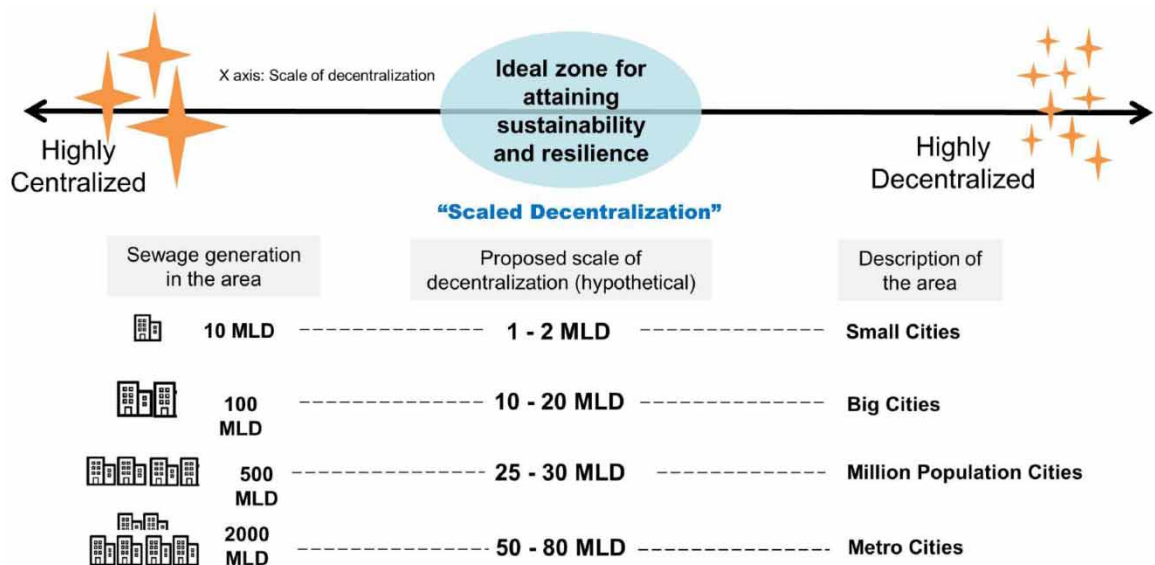 X axis: Scale of decentralization
Ideal zone for
attaining
sustainability
and resilience
Highly
Centralized
Highly
Decentralized
“Scaled Decentralization”
Sewage generation
in the area
Proposed scale of
decentralization (hypothetical)
Description of
the area
10 MLD
1 - 2 MLD
Small Cities
100
MLD
10 - 20 MLD
Big Cities
500
MLD
25 - 30 MLD
Million Population Cities
2000
MLD
50 - 80 MLD
Metro Cities